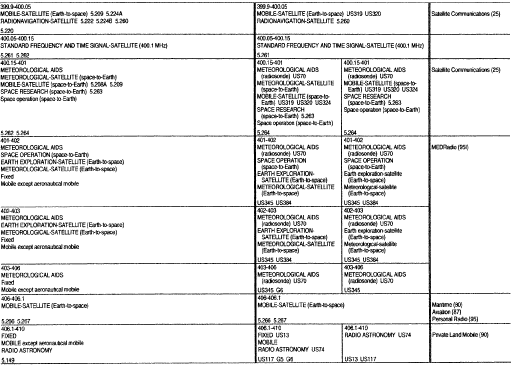 399.9-400.05
MOBILE-SATELLITE (Earth-to-space) 5.209 5.224A
RADIONAVIGATION-SATELLITE 5.222 5.224B 5.260
5.220
399.9-400.05
MOBILE-SATELLITE (Earth-to-space) US319 US320
RADIONAVIGATION-SATELLITE 5.260
Satellite Communications (25)
400.05-400.15
STANDARD FREQUENCY AND TIME SIGNAL-SATELLITE (400.1 MHz)
5.261 5.262
400.05-400.15
STANDARD FREQUENCY AND TIME SIGNAL-SATELLITE (400.1 MHz)
5.261
400.15-401
METEOROLOGICAL AIDS
METEOROLOGICAL-SATELLITE (space-to-Earth)
MOBILE-SATELLITE (space-to-Earth) 5.208A 5.209
SPACE RESEARCH (space-to-Earth) 5.263
Space operation (space-to-Earth)
5.262 5.264
400.15-401
METEOROLOGICAL AIDS
(radiosonde) US70
METEOROLOGICAL-SATELLITE
(space-to-Earth)
MOBILE-SATELLITE (space-to-
Earth) US319 US320 US324
SPACE RESEARCH
(space-to-Earth) 5.263
Space operation (space-to-Earth)
5.264
400.15-401
METEOROLOGICAL AIDS
(radiosonde) US70
MOBILE-SATELLITE (space-to-
Earth) US319 US320 US324
SPACE RESEARCH
(space-to-Earth) 5.263
Space operation (space-to-Earth)
5.264
Satellite Communications (25)
401-402
METEOROLOGICAL AIDS
SPACE OPERATION (space-to-Earth)
EARTH EXPLORATION-SATELLITE (Earth-to-space)
METEOROLOGICAL-SATELLITE (Earth-to-space)
Fixed
Mobile except aeronautical mobile
401-402
METEOROLOGICAL AIDS
(radiosonde) US70
SPACE OPERATION
(space-to-Earth)
EARTH EXPLORATION-
SATELLITE (Earth-to-space)
METEOROLOGICAL-SATELLITE
(Earth-to-space)
US345 US384
401-402
METEOROLOGICAL AIDS
(radiosonde) US70
SPACE OPERATION
(space-to-Earth)
Earth exploration-satellite
(Earth-to-space)
Meteorological-satellite
(Earth-to-space)
US345 US384
MEDRadio (95)
402-403
METEOROLOGICAL AIDS
EARTH EXPLORATION-SATELLITE (Earth-to-space)
METEOROLOGICAL-SATELLITE (Earth-to-space)
Fixed
Mobile except aeronautical mobile
402-403
METEOROLOGICAL AIDS
(radiosonde) US70
EARTH EXPLORATION-
SATELLITE (Earth-to-space)
METEOROLOGICAL-SATELLITE
(Earth-to-space)
US345 US384
402-403
METEOROLOGICAL AIDS
(radiosonde) US70
Earth exploration-satellite
(Earth-to-space)
Meteorological-satellite
(Earth-to-space)
US345 US384
403-406
METEOROLOGICAL AIDS
Fixed
Mobile except aeronautical mobile
403-406
METEOROLOGICAL AIDS
(radiosonde) US70
US345 G6
403-406
METEOROLOGICAL AIDS
(radiosonde) US70
US345
406-406.1
MOBILE-SATELLITE (Earth-to-space)
5.266 5.267
406-406.1
MOBILE-SATELLITE (Earth-to-space)
5.266 5.267
Maritime (80)
Aviation (87)
Personal Radio (95)
406.1-410
FIXED
MOBILE except aeronautical mobile
RADIO ASTRONOMY
5.149
406.1-410
FIXED US13
MOBILE
RADIO ASTRONOMY US74
US117 G5 G6
406.1-410
RADIO ASTRONOMY US74
US13 US117
Private Land Mobile (90)